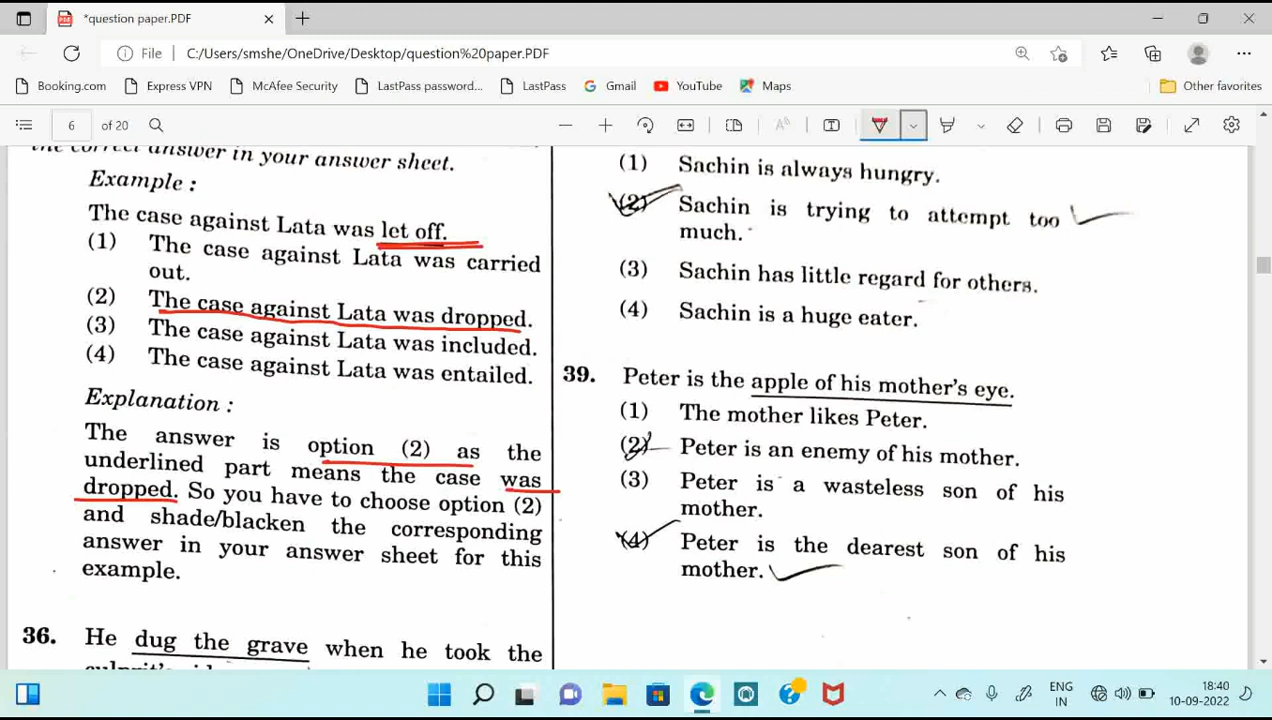 *question paper.PDF
File
C:/Users/smshe/OneDrive/Desktop/question%20paper.PDF
Booking.com
Express VPN
McAfee Security
LastPass password...
LastPass
Gmail
YouTube
Maps
Other favorites
6 of 20
the correct answer in your answer sheet.
Example :
The case against Lata was let off.
(1) The case against Lata was carried
out.
(2) The case against Lata was dropped.
(3) The case against Lata was included.
(4) The case against Lata was entailed.
Explanation :
The answer is option (2) as the
underlined part means the case was
dropped. So you have to choose option (2)
and shade/blacken the corresponding
answer in your answer sheet for this
example.
36. He dug the grave when he took the
(1) Sachin is always hungry.
(2) Sachin is trying to attempt too
much.
(3) Sachin has little regard for others.
(4) Sachin is a huge eater.
39. Peter is the apple of his mother's eye.
(1) The mother likes Peter.
(2) Peter is an enemy of his mother.
(3) Peter is a wasteless son of his
mother.
(4) Peter is the dearest son of his
mother.
ENG
IN
18:40
10-09-2022